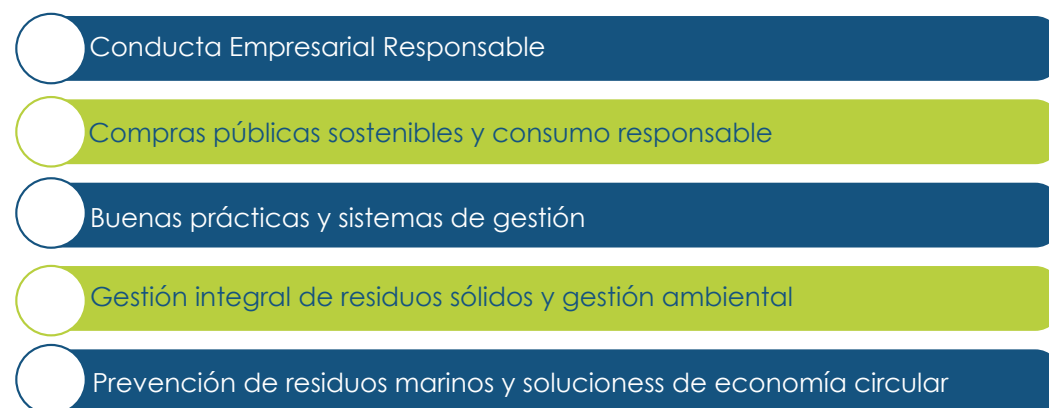 Conducta Empresarial Responsable
Compras públicas sostenibles y consumo responsable
Buenas prácticas y sistemas de gestión
Gestión integral de residuos sólidos y gestión ambiental
Prevención de residuos marinos y solucioness de economía circular